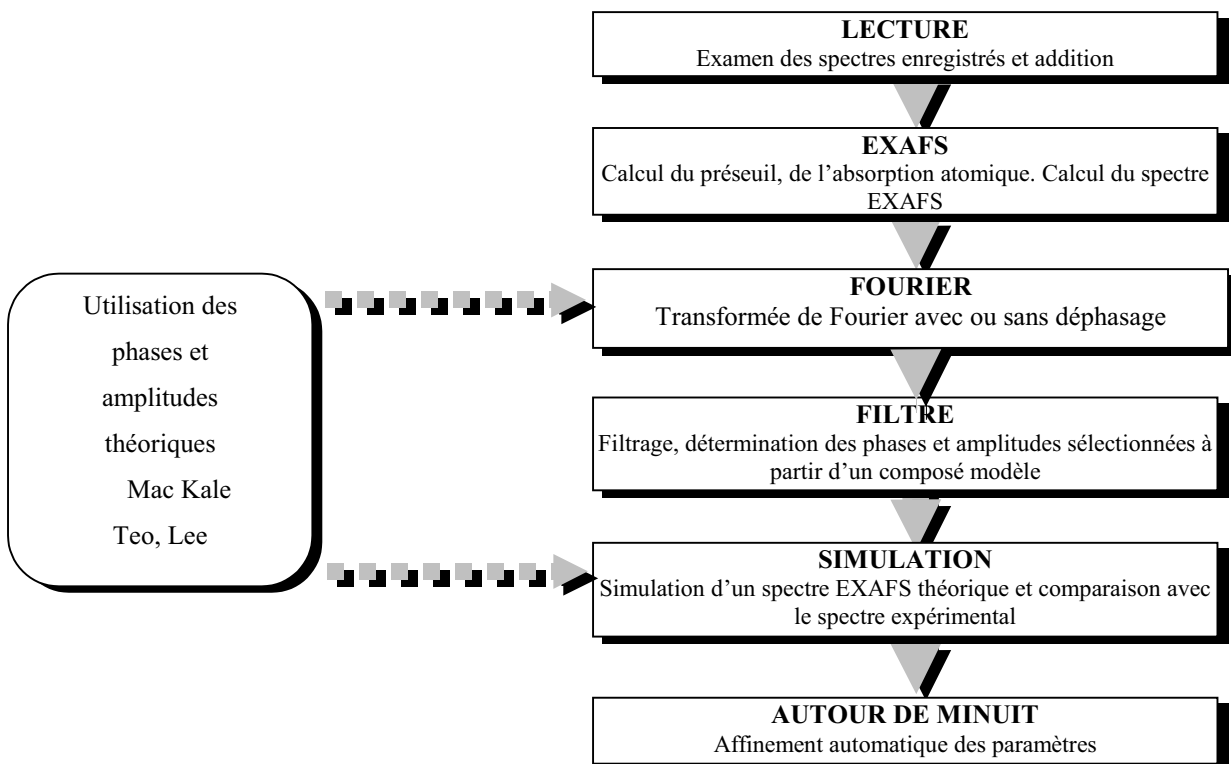 LECTURE
Examen des spectres enregistrés et addition
EXAFS
Calcul du préseuil, de l’absorption atomique. Calcul du spectre
EXAFS
FOURIER
Transformée de Fourier avec ou sans déphasage
Utilisation des
phases et
amplitudes
théoriques
Mac Kale
Teo, Lee
FILTRE
Filtrage, détermination des phases et amplitudes sélectionnées à
partir d’un composé modèle
SIMULATION
Simulation d’un spectre EXAFS théorique et comparaison avec
le spectre expérimental
AUTOUR DE MINUIT
Affinement automatique des paramètres